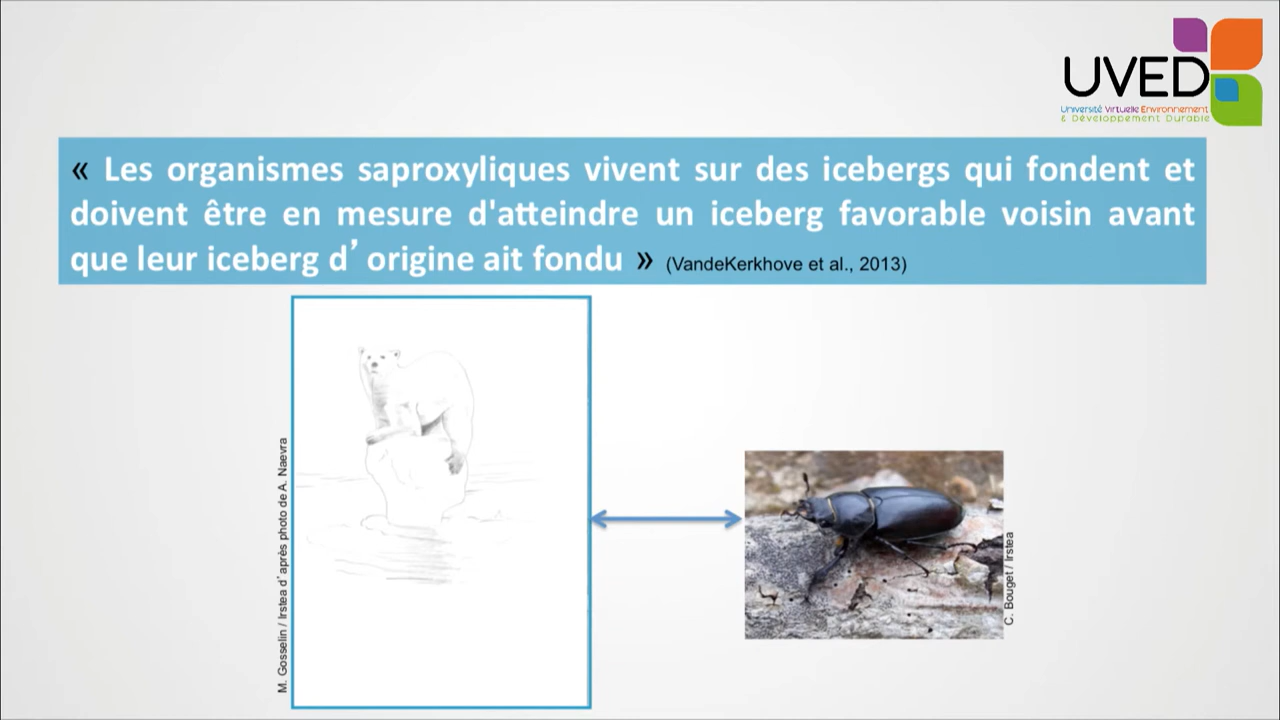 UVED
Université Virtuelle Environnement
& Développement Durable
« Les organismes saproxyliques vivent sur des icebergs qui fondent et
doivent être en mesure d'atteindre un iceberg favorable voisin avant
que leur iceberg d’ origine ait fondu » (VandeKerkhove et al., 2013)
M. Gosselin / Irstea d’ après photo de A. Naevra
C. Bouget / Irstea